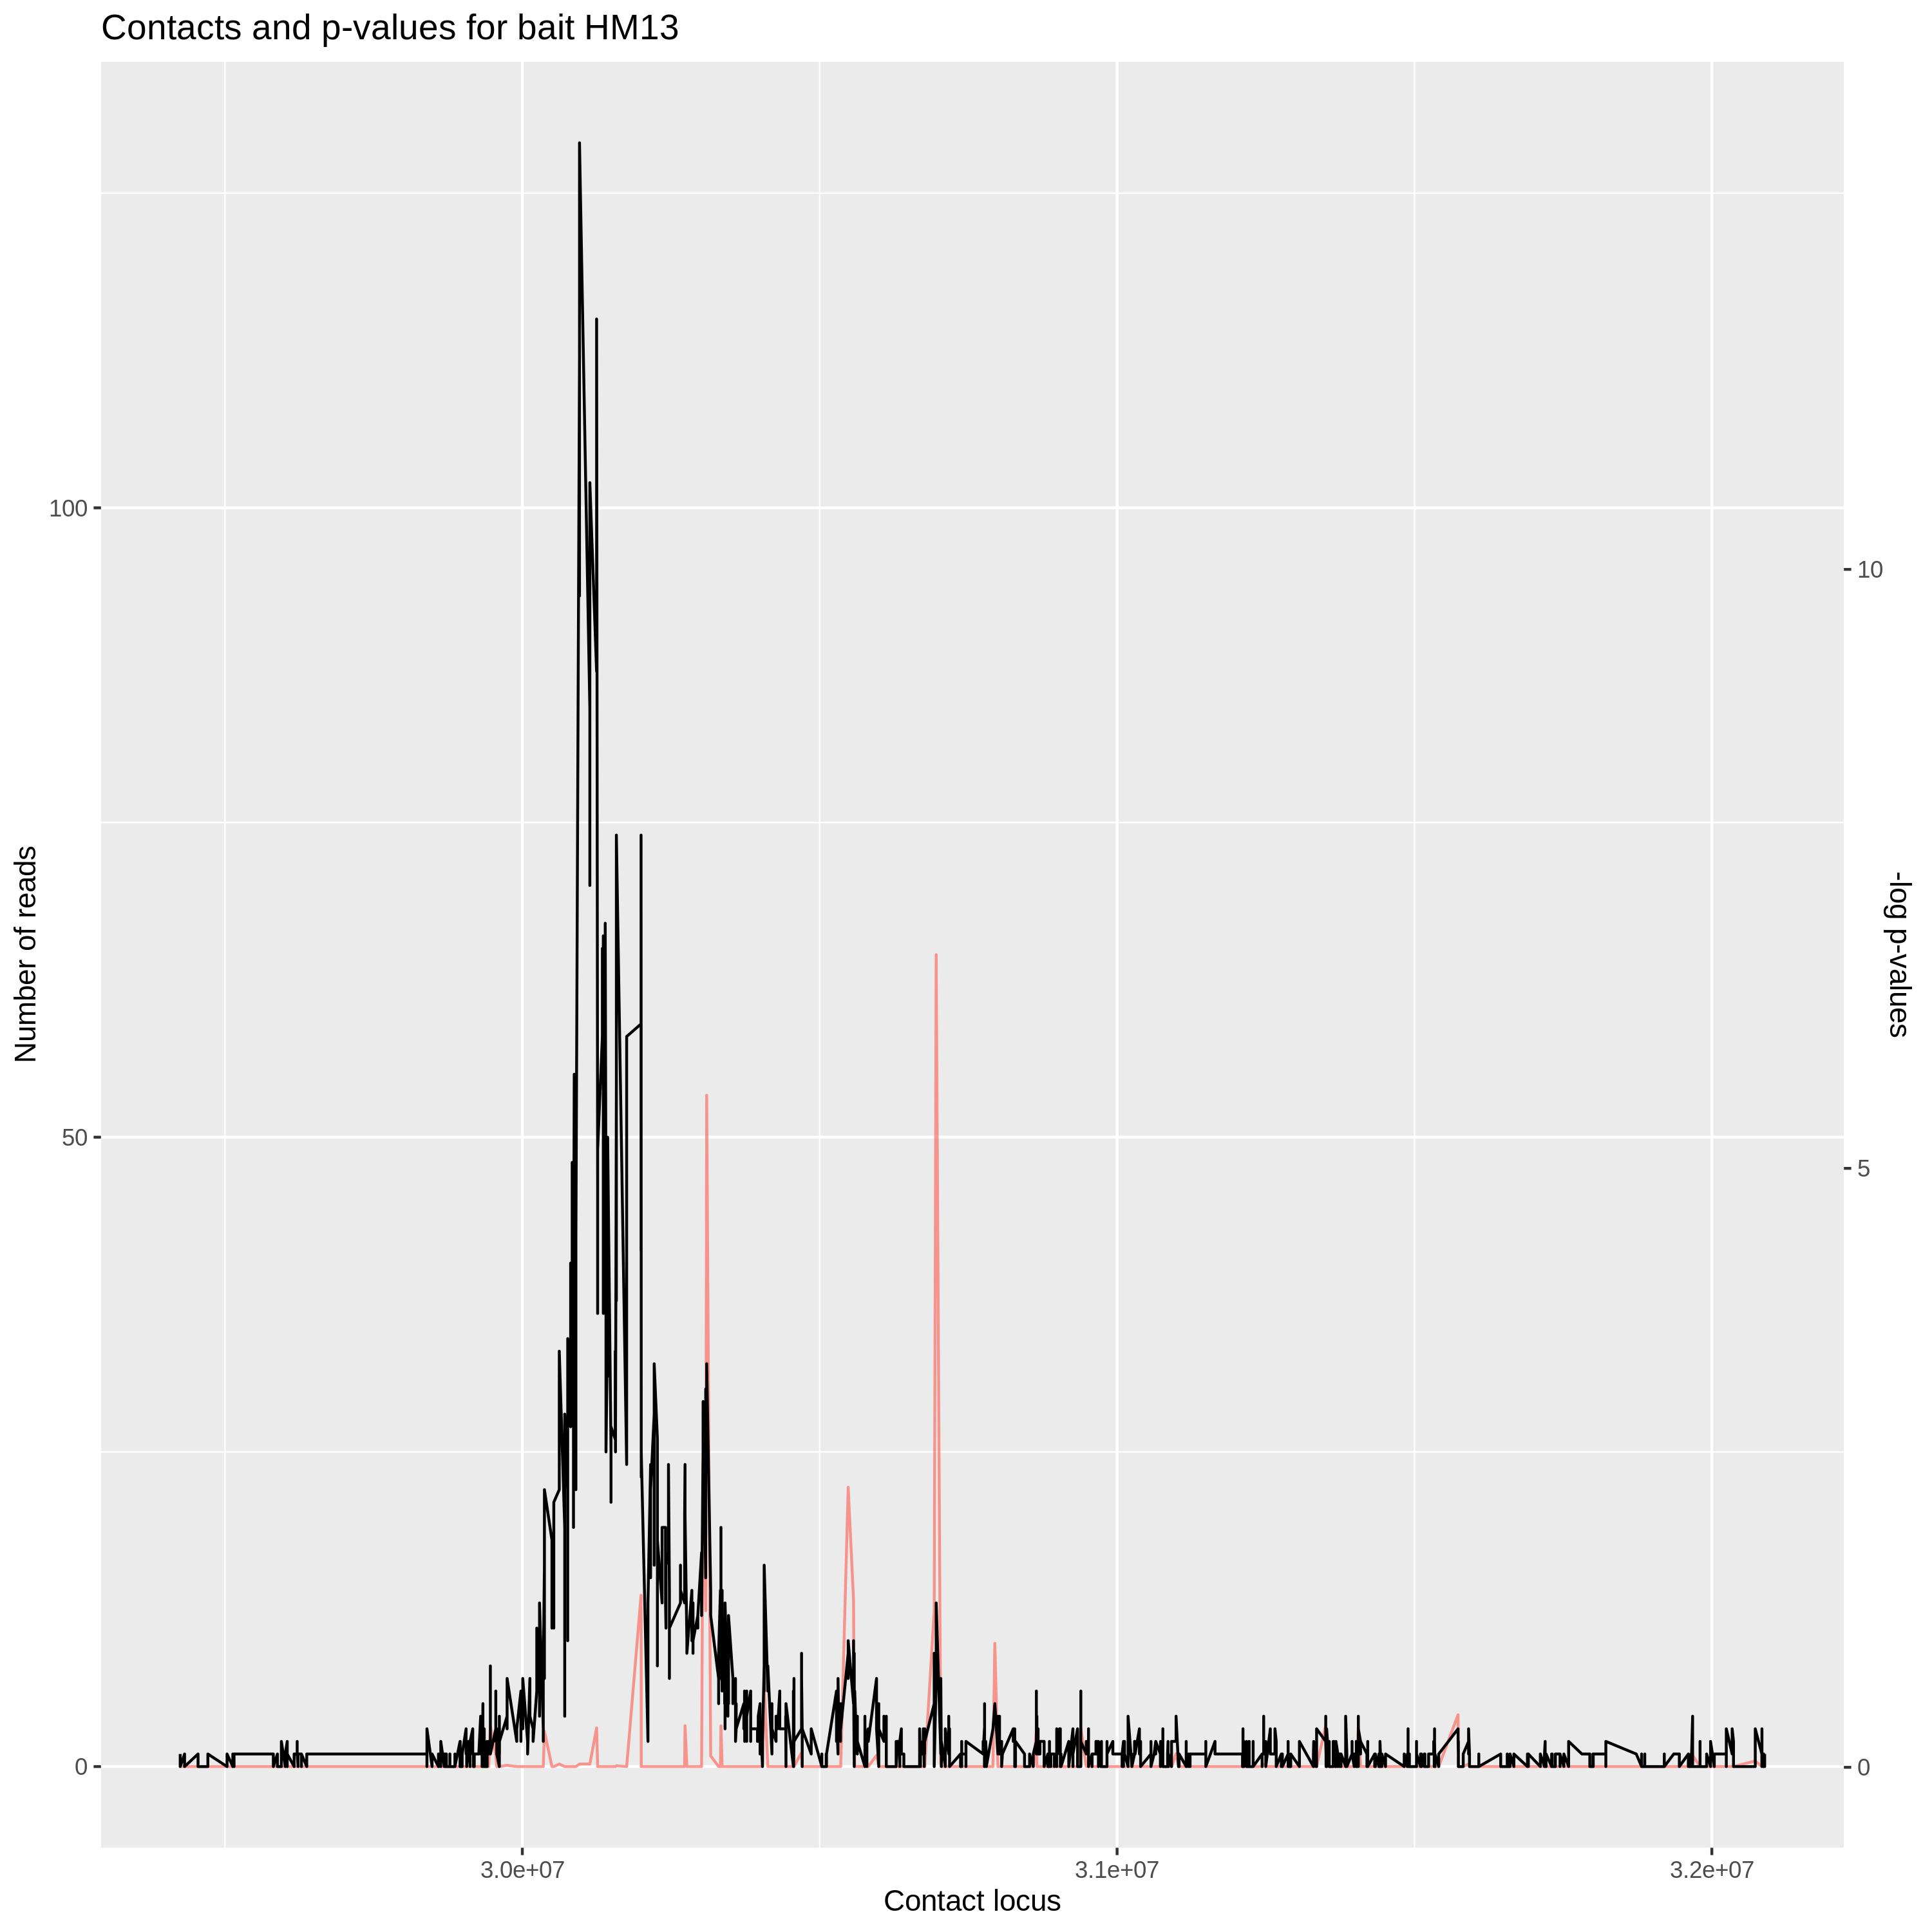 Contacts and p-values for bait HM13
100
50
0
Number of reads
10
5
0
-log p-values
3.0e+07
3.1e+07
3.2e+07
Contact locus